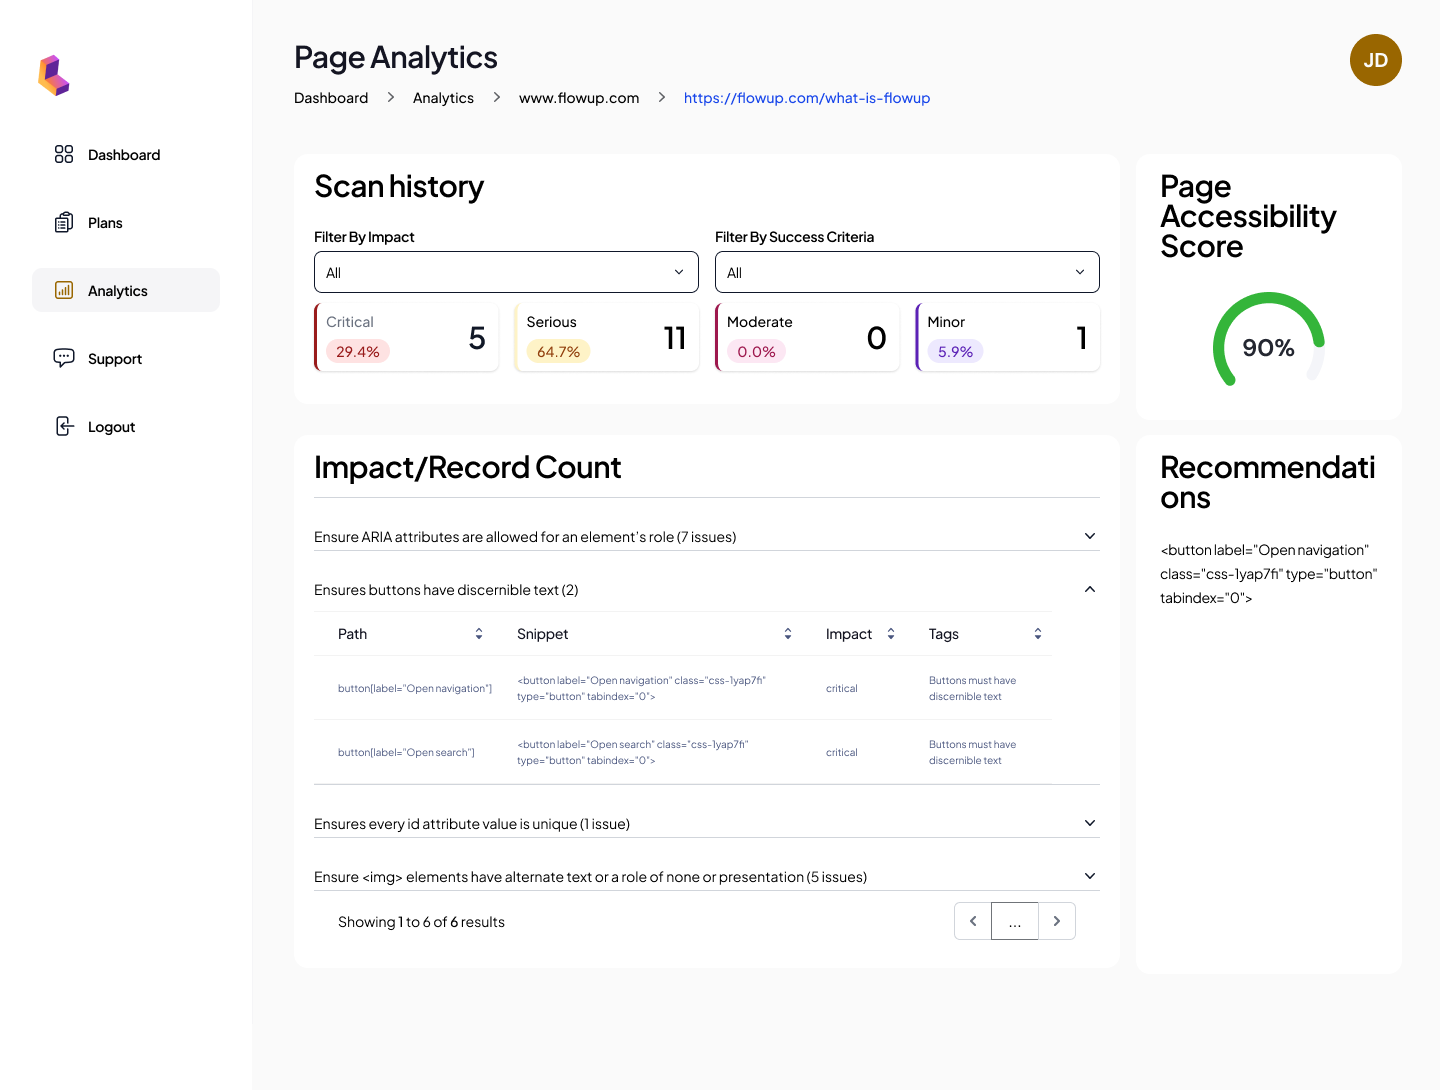 Page Analytics
JD
Dashboard
Analytics
www.flowup.com
https://flowup.com/what-is-flowup
Dashboard
Plans
Analytics
Support
Logout
Scan history
Filter By Impact
All
Filter By Success Criteria
All
Critical
29.4%
5
Serious
64.7%
11
Moderate
0.0%
0
Minor
5.9%
1
Page
Accessibility
Score
90%
Impact/Record Count
Ensure ARIA attributes are allowed for an element’s role (7 issues)
Ensures buttons have discernible text (2)
Path
Snippet
Impact
Tags
button[label="Open navigation"]
<button label="Open navigation" class="css-1yap7fi"
type="button" tabindex="0">
critical
Buttons must have
discernible text
button[label="Open search"]
<button label="Open search" class="css-1yap7fi"
type="button" tabindex="0">
critical
Buttons must have
discernible text
Ensures every id attribute value is unique (1 issue)
Ensure <img> elements have alternate text or a role of none or presentation (5 issues)
Showing 1 to 6 of 6 results
...
Recommendati
ons
<button label="Open navigation"
class="css-1yap7fi" type="button"
tabindex="0">